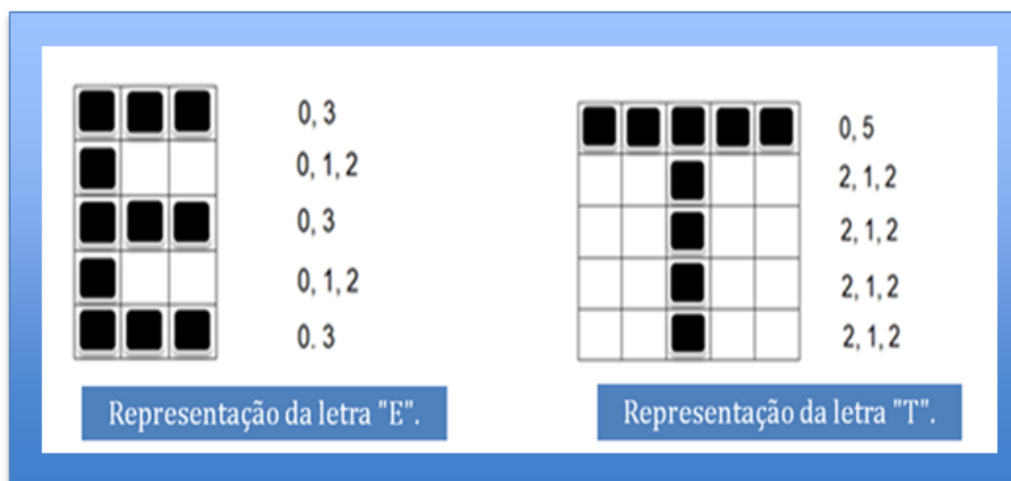 0, 3
0, 1, 2
0, 3
0, 1, 2
0. 3
Representação da letra "E".
0, 5
2, 1, 2
2, 1, 2
2, 1, 2
2, 1, 2
Representação da letra "T".